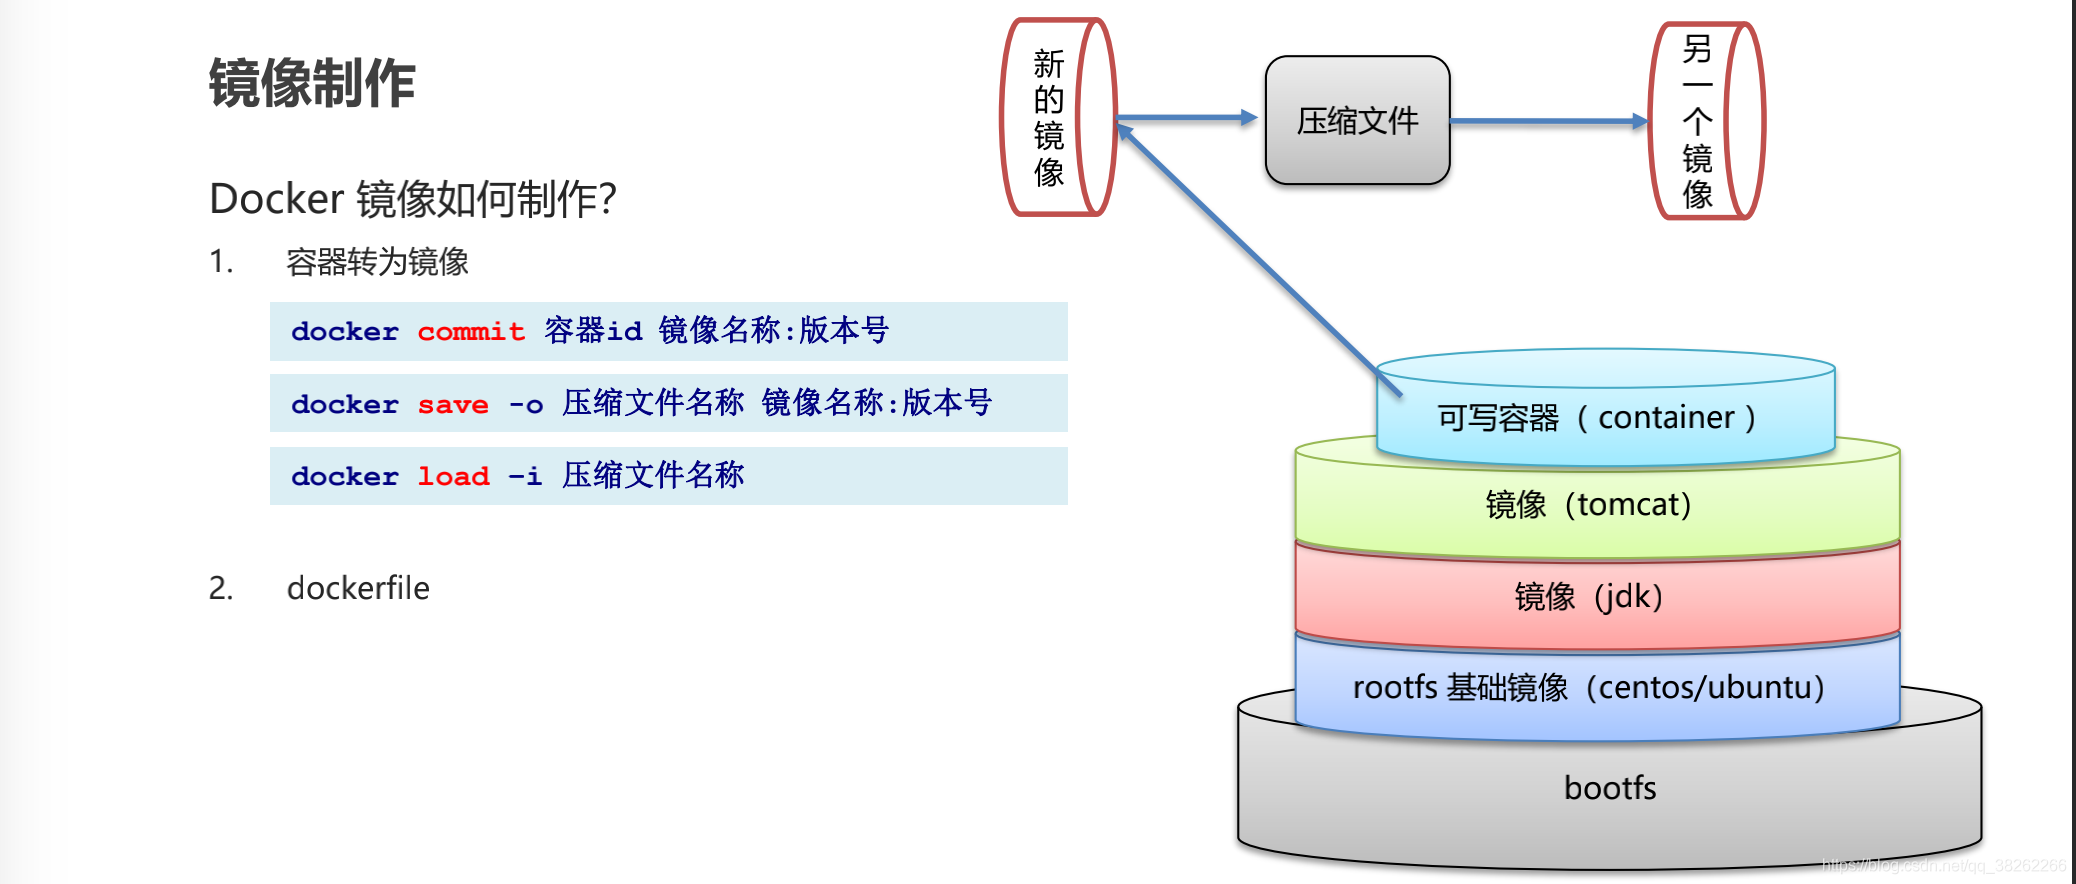 镜像制作
Docker 镜像如何制作?
1. 容器转为镜像
docker commit 容器id 镜像名称:版本号
docker save -o 压缩文件名称 镜像名称:版本号
docker load –i 压缩文件名称
2. dockerfile
新的镜像
压缩文件
另一个镜像
可写容器（ container ）
镜像（tomcat）
镜像（jdk）
rootfs 基础镜像（centos/ubuntu）
bootfs
https://blog.csdn.net/qq_38262266